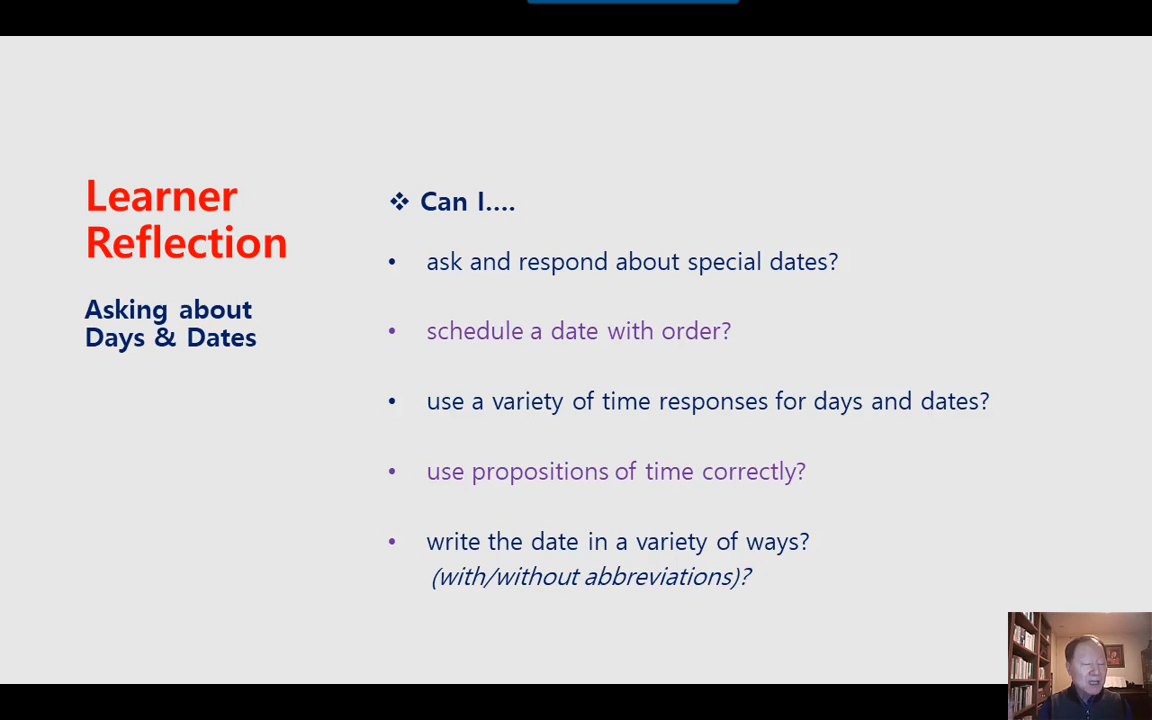 Learner
Reflection
Asking about
Days & Dates
❖ Can I....
• ask and respond about special dates?
• schedule a date with order?
• use a variety of time responses for days and dates?
• use propositions of time correctly?
• write the date in a variety of ways?
(with/without abbreviations)?